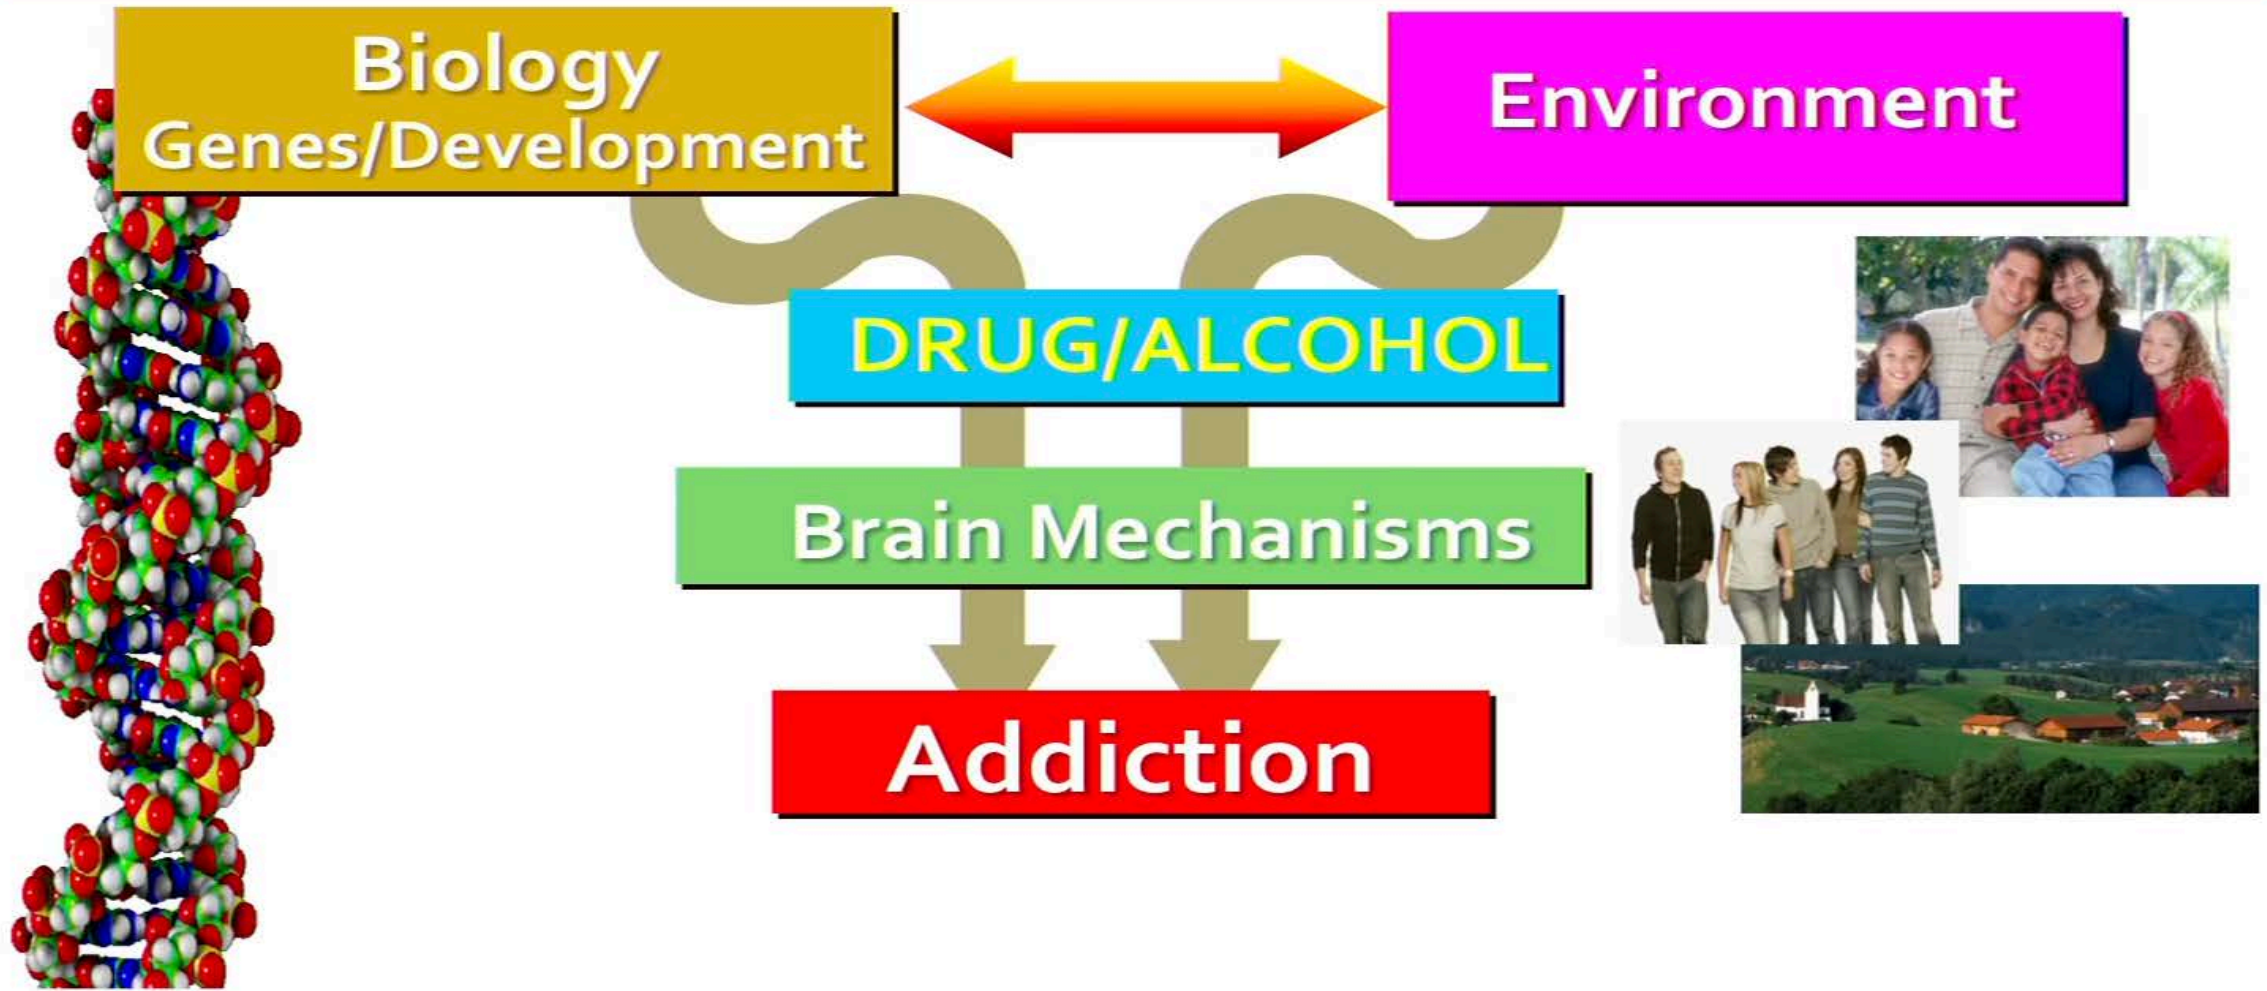 Biology
Genes/Development
Environment
DRUG/ALCOHOL
Brain Mechanisms
Addiction